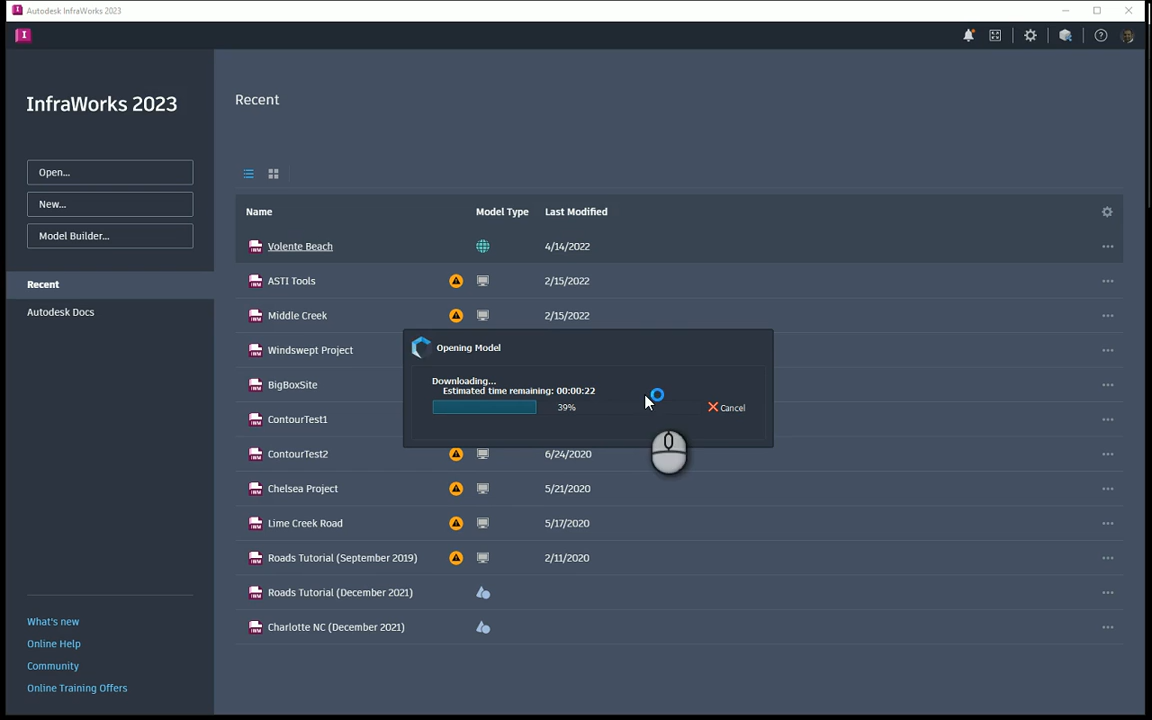 Autodesk InfraWorks 2023
InfraWorks 2023
Open...
New...
Model Builder...
Recent
Autodesk Docs
What's new
Online Help
Community
Online Training Offers
Recent
Name Model Type Last Modified
Volente Beach 4/14/2022
ASTI Tools 2/15/2022
Middle Creek 2/15/2022
Windswept Project
BigBoxSite
ContourTest1
ContourTest2 6/24/2020
Chelsea Project 5/21/2020
Lime Creek Road 5/17/2020
Roads Tutorial (September 2019) 2/11/2020
Roads Tutorial (December 2021)
Charlotte NC (December 2021)
Opening Model
Downloading...
Estimated time remaining: 00:00:22
39% Cancel